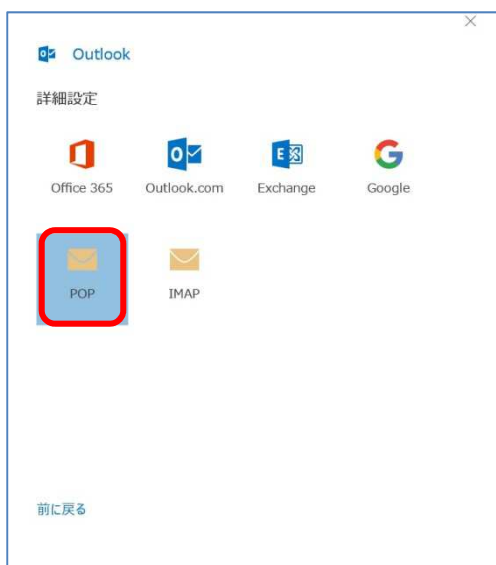 Outlook
詳細設定
Office 365 Outlook.com Exchange Google
POP IMAP
前に戻る